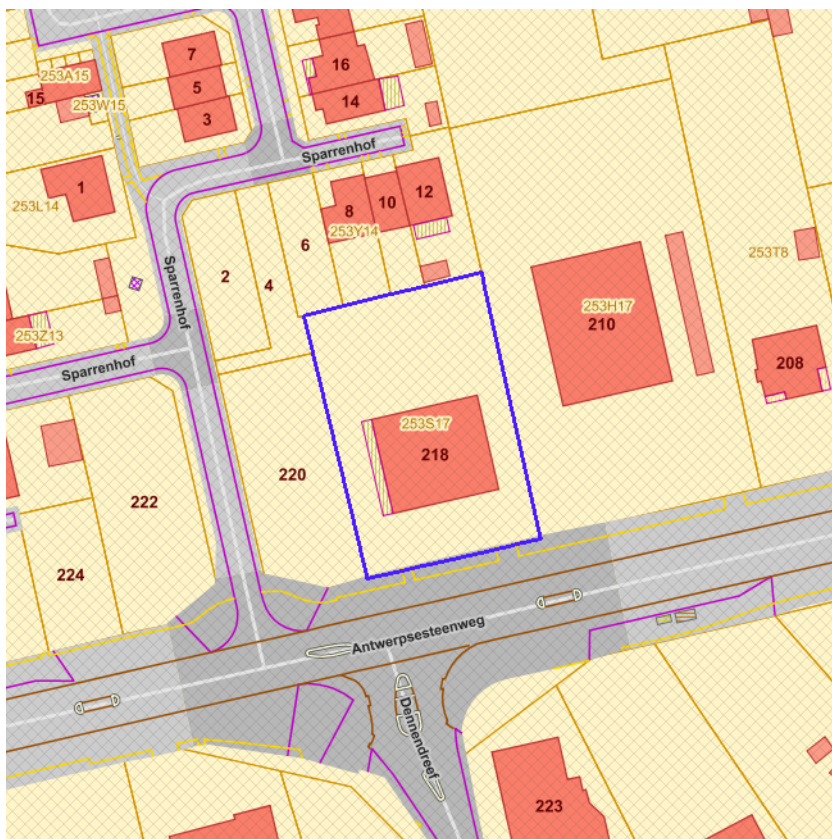 7
16
253A15
5
15
14
253W15
3
Sparrenhof
1
12
253L14
8
10
253Y14
6
Sparrenhof
2
4
253T8
253H17
210
253Z13
Sparrenhof
208
253S17
218
220
222
224
Antwerpsesteenweg
Dennendreef
223